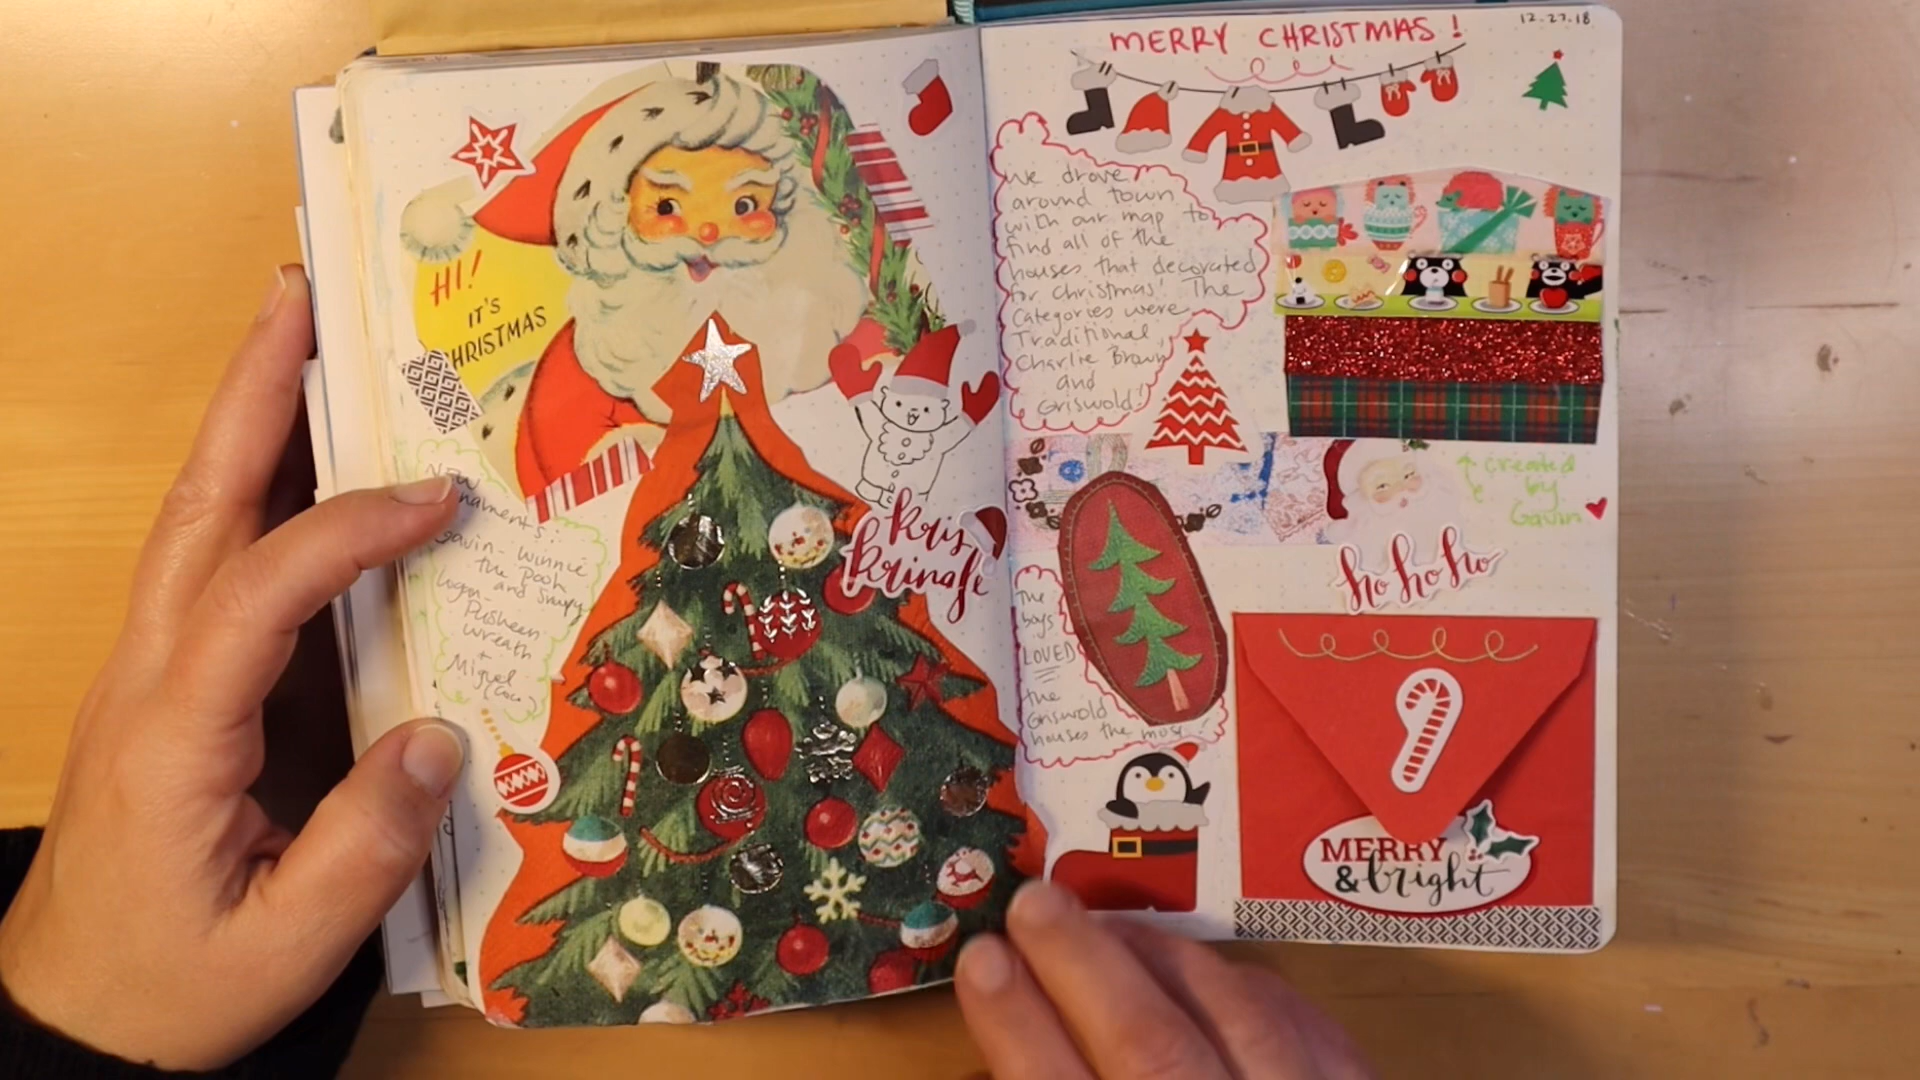 HI!
IT'S
CHRISTMAS
NEW
ornaments:
Gavin - Winnie
the Pooh
and Snoopy
Logan -
Pusheen
wreath
+
Miguel
(Coco)
Kris
Kringle
MERRY CHRISTMAS!
12.27.18
We drove
around town
with our map to
find all of the
houses that decorated
for Christmas! The
categories were
Traditional,
Charlie Brown
and
Griswold!
created
by
Gavin
ho ho ho
The
boys
LOVED
the
Griswold
houses the most!
MERRY
& bright